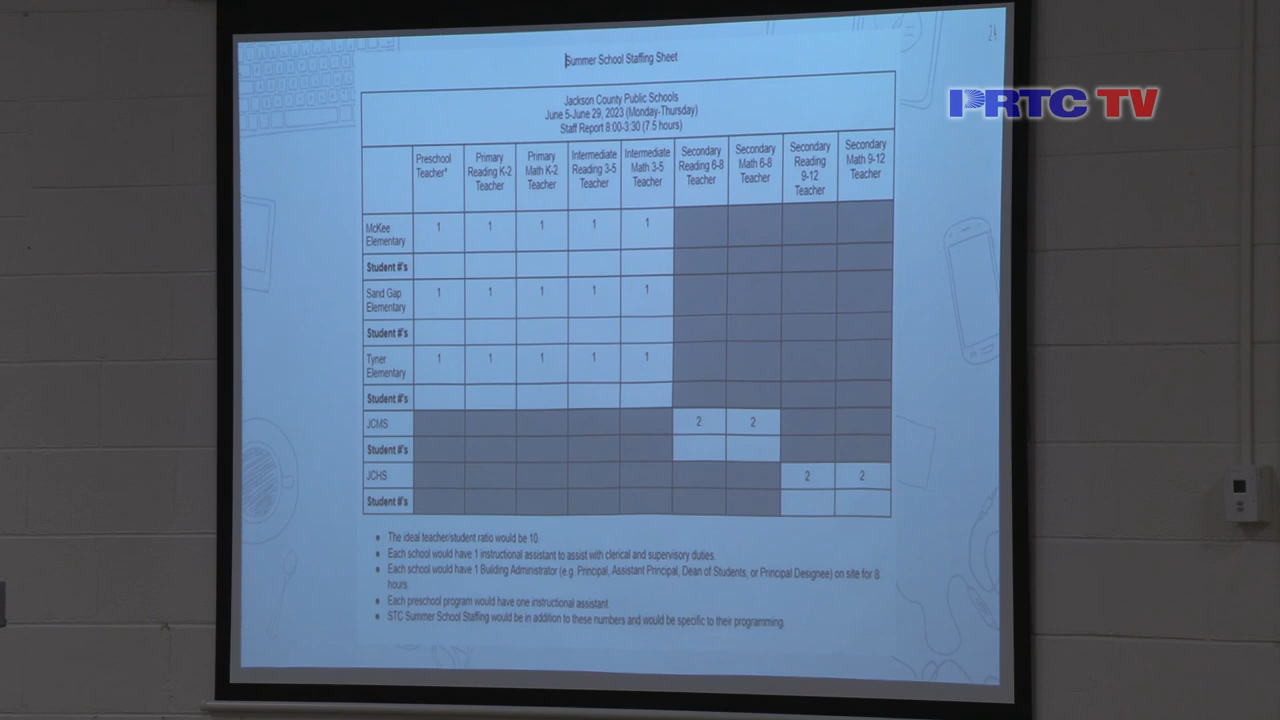 24
Summer School Staffing Sheet
PRTC TV
Jackson County Public Schools
June 5-June 29, 2023 (Monday-Thursday)
Staff Report 8:00-3:30 (7.5 hours)
Preschool Teacher* Primary Reading K-2 Teacher Primary Math K-2 Teacher Intermediate Reading 3-5 Teacher Intermediate Math 3-5 Teacher Secondary Reading 6-8 Teacher Secondary Math 6-8 Teacher Secondary Reading 9-12 Teacher Secondary Math 9-12 Teacher
McKee Elementary 1 1 1 1 1
Student #'s
Sand Gap Elementary 1 1 1 1 1
Student #'s
Tyner Elementary 1 1 1 1 1
Student #'s
JCMS 2 2
Student #'s
JCHS 2 2
Student #'s
• The ideal teacher/student ratio would be 10.
• Each school would have 1 instructional assistant to assist with clerical and supervisory duties.
• Each school would have 1 Building Administrator (e.g. Principal, Assistant Principal, Dean of Students, or Principal Designee) on site for 8
hours.
• Each preschool program would have one instructional assistant.
• STC Summer School Staffing would be in addition to these numbers and would be specific to their programming.